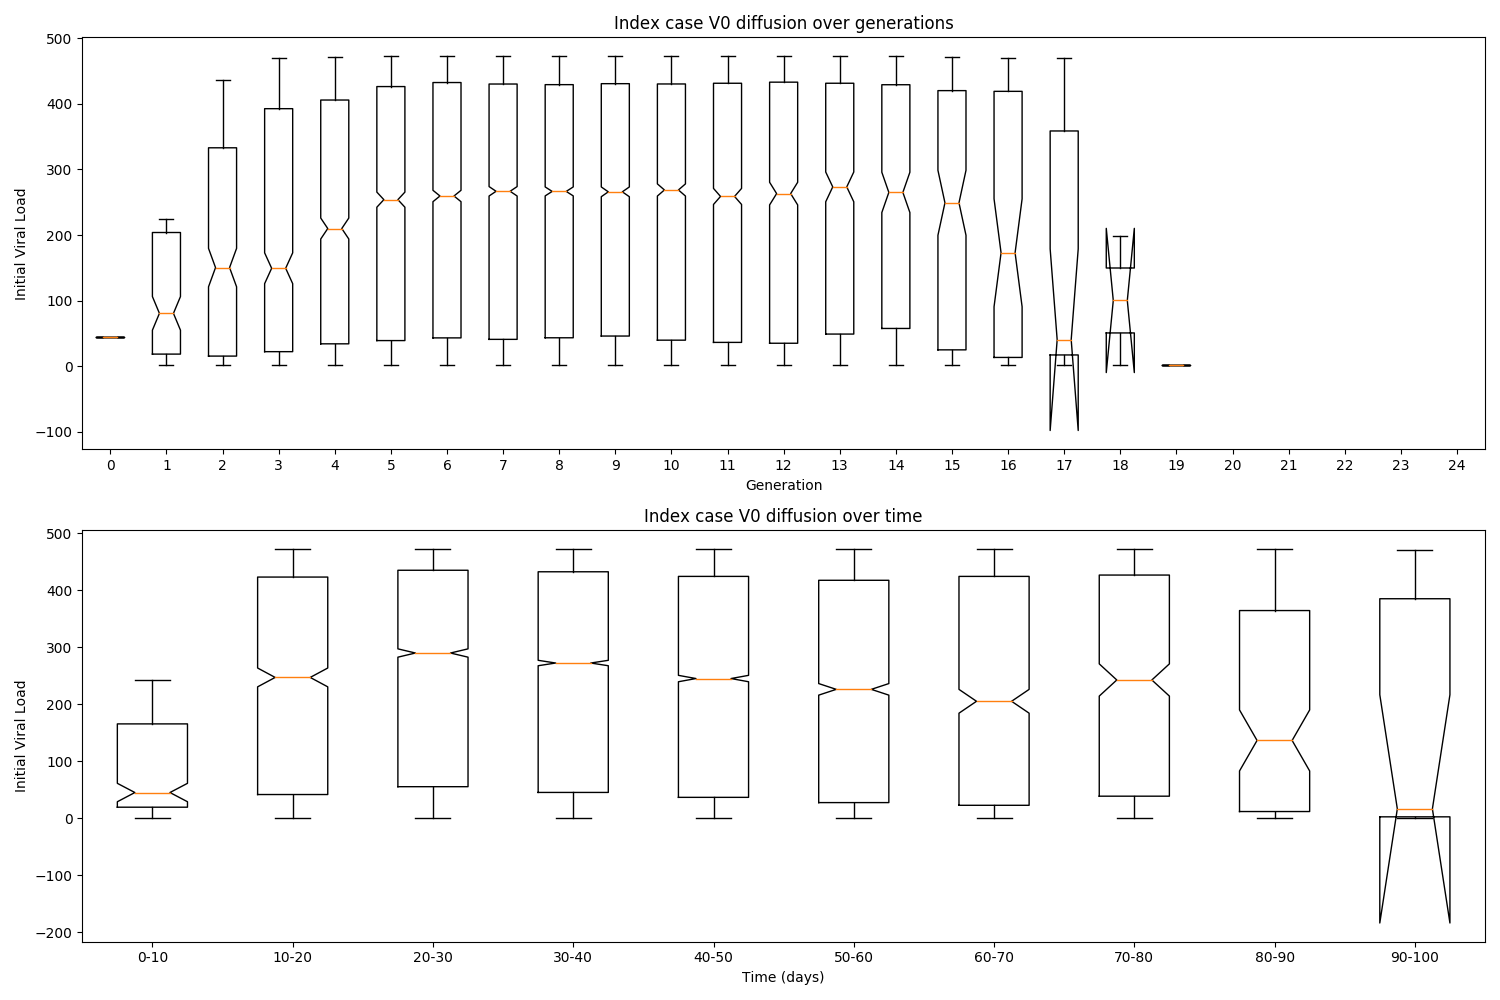 Index case V0 diffusion over generations
500
400
300
200
100
0
−100
Initial Viral Load
0 1 2 3 4 5 6 7 8 9 10 11 12 13 14 15 16 17 18 19 20 21 22 23 24
Generation
Index case V0 diffusion over time
500
400
300
200
100
0
−100
−200
Initial Viral Load
0-10 10-20 20-30 30-40 40-50 50-60 60-70 70-80 80-90 90-100
Time (days)